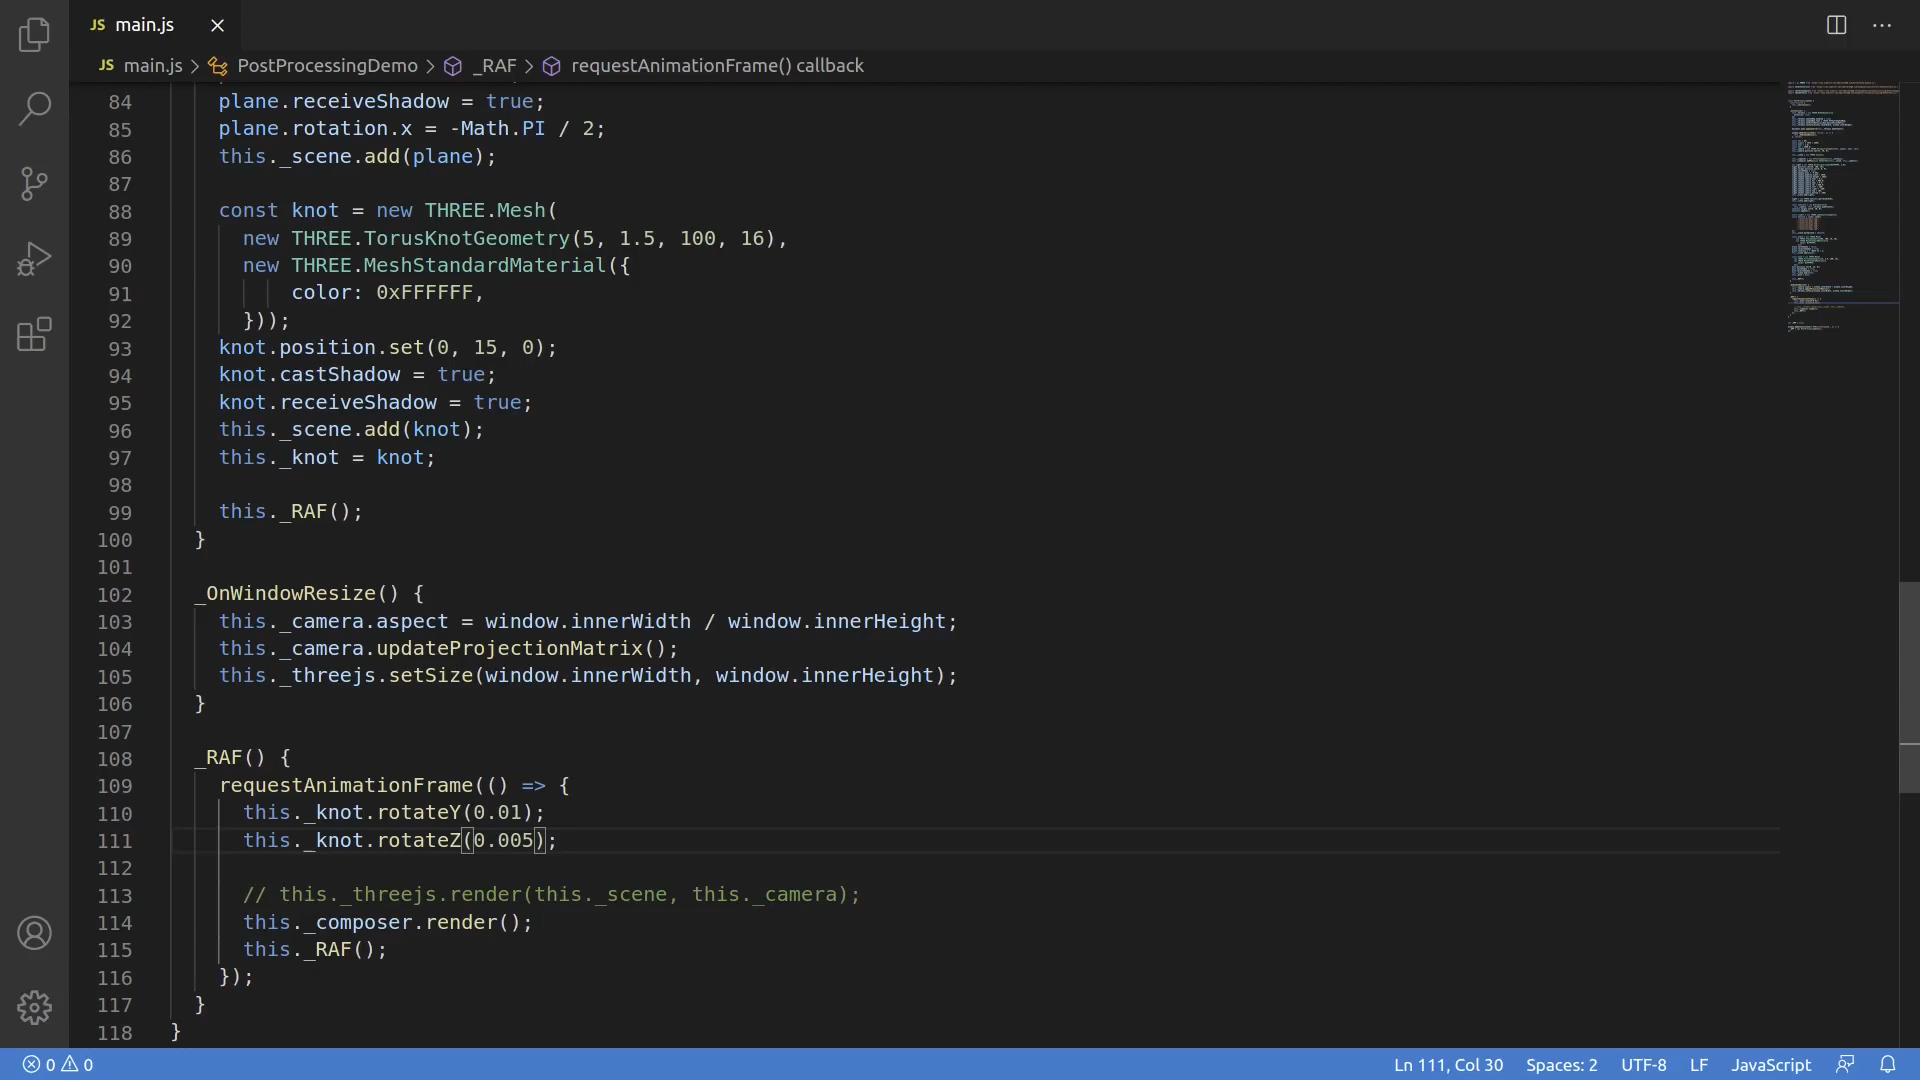 JS main.js
JS main.js > PostProcessingDemo > _RAF > requestAnimationFrame() callback
84 plane.receiveShadow = true;
85 plane.rotation.x = -Math.PI / 2;
86 this._scene.add(plane);
87
88 const knot = new THREE.Mesh(
89 new THREE.TorusKnotGeometry(5, 1.5, 100, 16),
90 new THREE.MeshStandardMaterial({
91 color: 0xFFFFFF,
92 }));
93 knot.position.set(0, 15, 0);
94 knot.castShadow = true;
95 knot.receiveShadow = true;
96 this._scene.add(knot);
97 this._knot = knot;
98
99 this._RAF();
100 }
101
102 _OnWindowResize() {
103 this._camera.aspect = window.innerWidth / window.innerHeight;
104 this._camera.updateProjectionMatrix();
105 this._threejs.setSize(window.innerWidth, window.innerHeight);
106 }
107
108 _RAF() {
109 requestAnimationFrame(() => {
110 this._knot.rotateY(0.01);
111 this._knot.rotateZ(0.005);
112
113 // this._threejs.render(this._scene, this._camera);
114 this._composer.render();
115 this._RAF();
116 });
117 }
118 }
0 0 Ln 111, Col 30 Spaces: 2 UTF-8 LF JavaScript